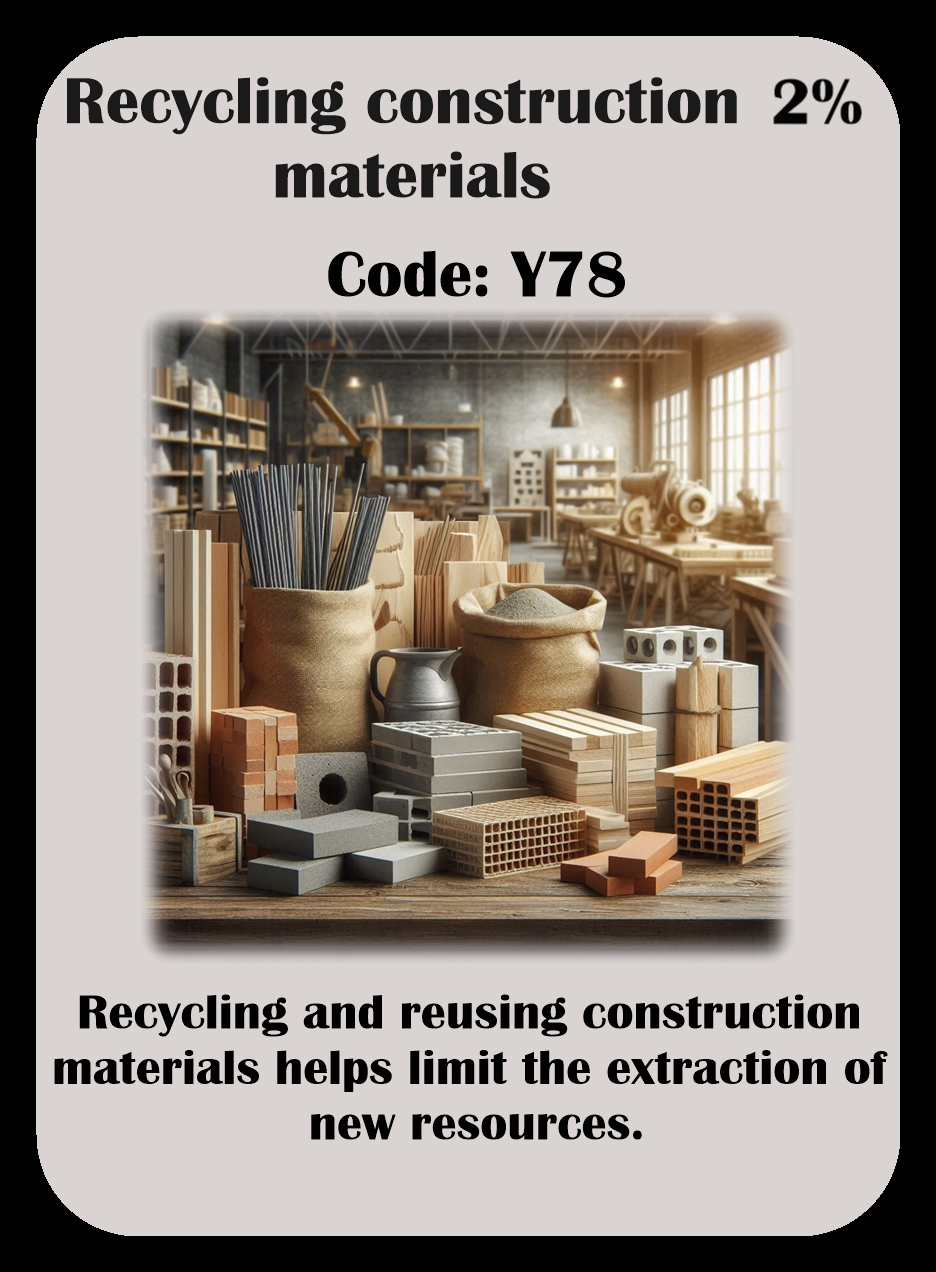 Recycling construction 2%
materials
Code: Y78
Recycling and reusing construction
materials helps limit the extraction of
new resources.